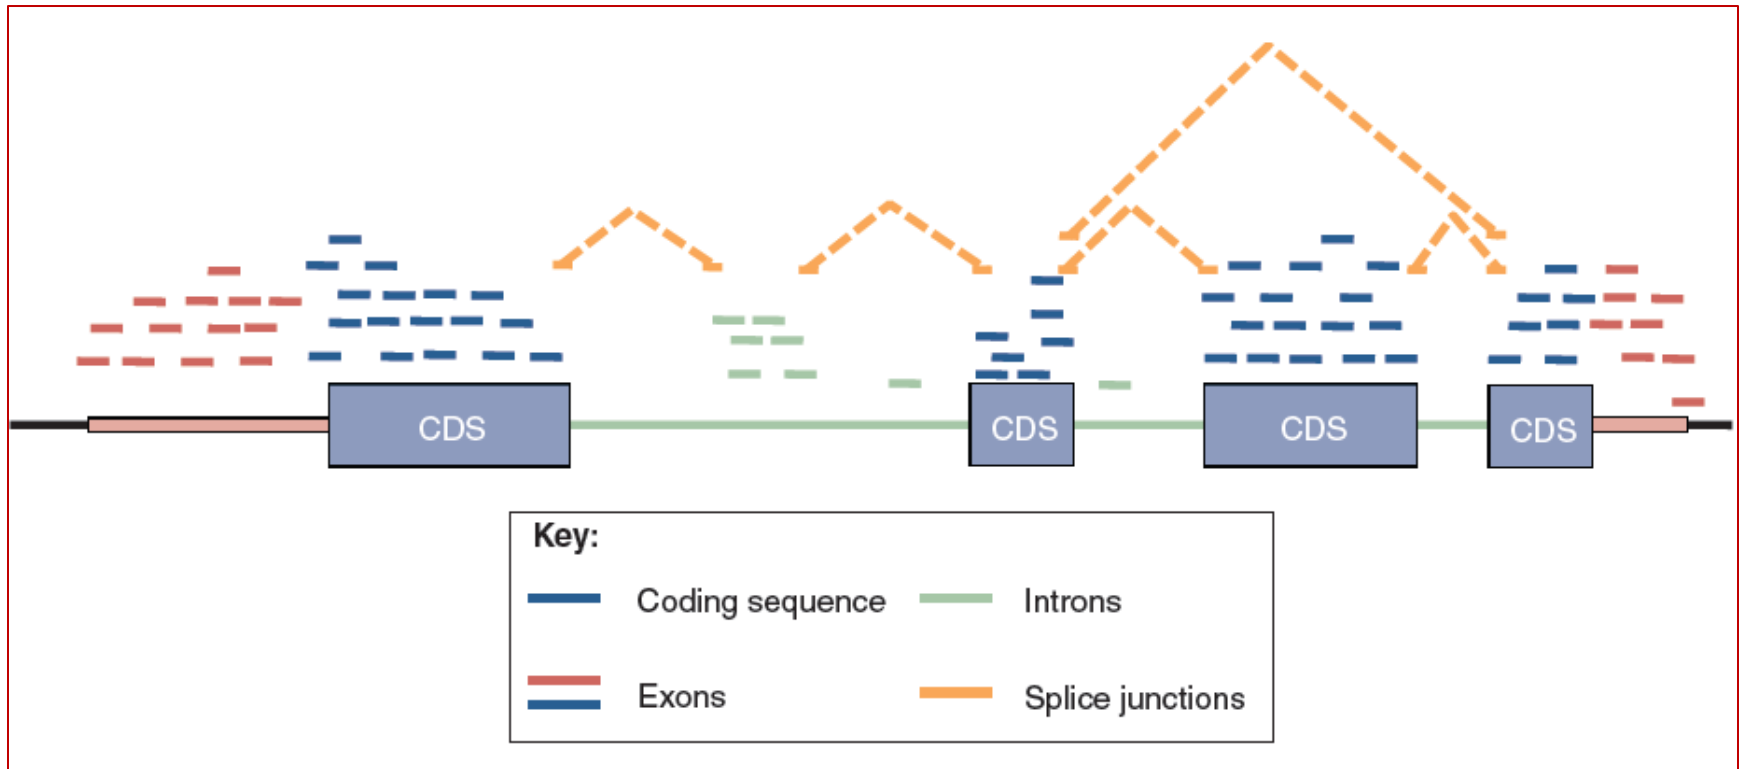 CDS
CDS
CDS
CDS
Key:
Coding sequence
Introns
Exons
Splice junctions